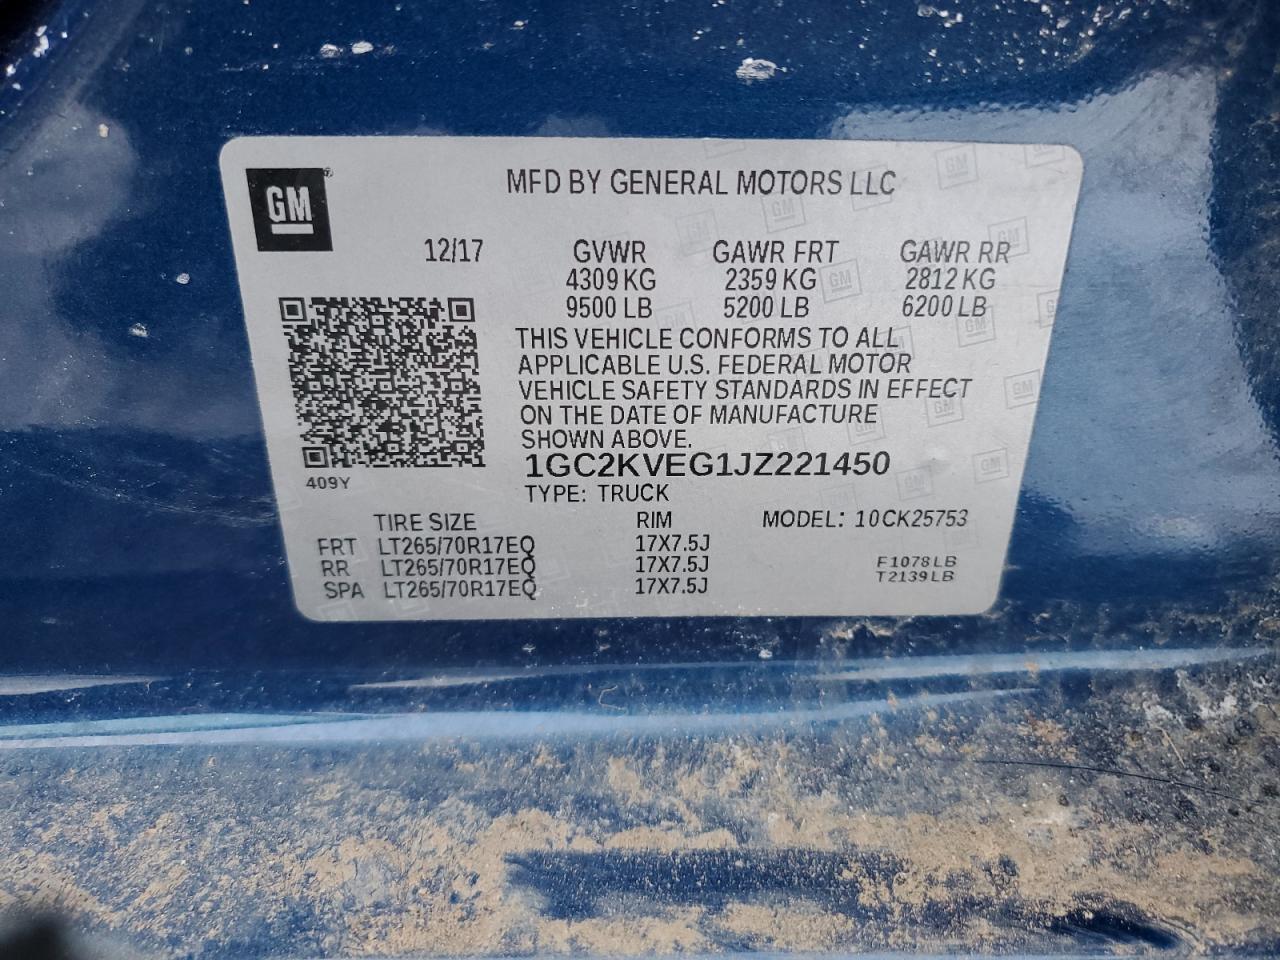 GM
MFD BY GENERAL MOTORS LLC
12/17 GVWR GAWR FRT GAWR RR
4309 KG 2359 KG 2812 KG
9500 LB 5200 LB 6200 LB
THIS VEHICLE CONFORMS TO ALL
APPLICABLE U.S. FEDERAL MOTOR
VEHICLE SAFETY STANDARDS IN EFFECT
ON THE DATE OF MANUFACTURE
SHOWN ABOVE.
1GC2KVEG1JZ221450
409Y
TYPE: TRUCK
TIRE SIZE RIM MODEL: 10CK25753
FRT LT265/70R17EQ 17X7.5J
RR LT265/70R17EQ 17X7.5J F1078LB
SPA LT265/70R17EQ 17X7.5J T2139LB